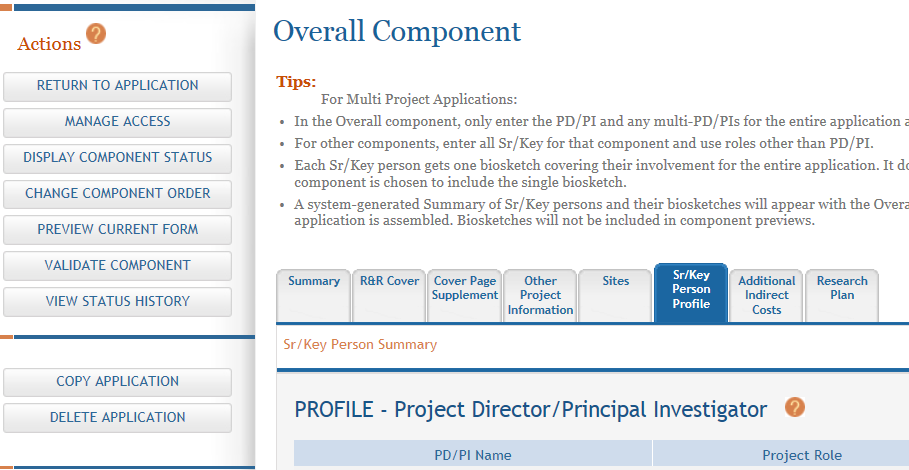 Actions ?
RETURN TO APPLICATION
MANAGE ACCESS
DISPLAY COMPONENT STATUS
CHANGE COMPONENT ORDER
PREVIEW CURRENT FORM
VALIDATE COMPONENT
VIEW STATUS HISTORY
COPY APPLICATION
DELETE APPLICATION
Overall Component
Tips:
For Multi Project Applications:
• In the Overall component, only enter the PD/PI and any multi-PD/PIs for the entire application a
• For other components, enter all Sr/Key for that component and use roles other than PD/PI.
• Each Sr/Key person gets one biosketch covering their involvement for the entire application. It do
component is chosen to include the single biosketch.
• A system-generated Summary of Sr/Key persons and their biosketches will appear with the Overa
application is assembled. Biosketches will not be included in component previews.
Summary
R&R Cover
Cover Page
Supplement
Other
Project
Information
Sites
Sr/Key
Person
Profile
Additional
Indirect
Costs
Research
Plan
Sr/Key Person Summary
PROFILE - Project Director/Principal Investigator ?
PD/PI Name
Project Role